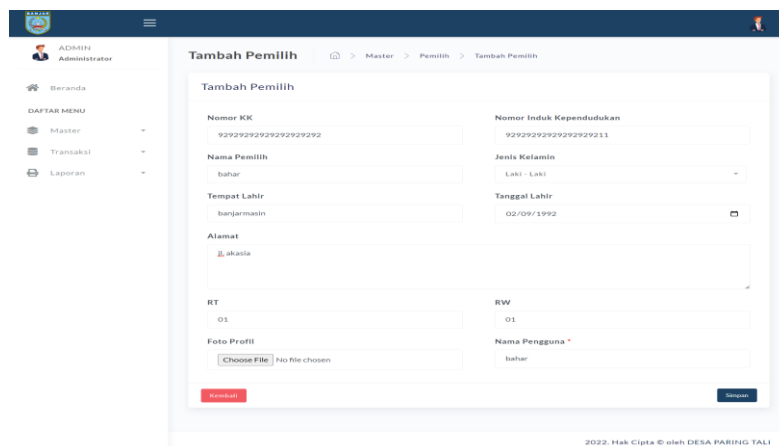 BANJAR
ADMIN
Administrator
Beranda
DAFTAR MENU
Master
Transaksi
Laporan
Tambah Pemilih
Master > Pemilih > Tambah Pemilih
Tambah Pemilih
Nomor KK
Nomor Induk Kependudukan
92929292929292929292
92929292929292929211
Nama Pemilih
Jenis Kelamin
bahar
Laki - Laki
Tempat Lahir
Tanggal Lahir
banjarmasin
02/09/1992
Alamat
jl. akasia
RT
RW
01
01
Foto Profil
Nama Pengguna *
Choose File No file chosen
bahar
Kembali
Simpan
2022. Hak Cipta © oleh DESA PARING TALI